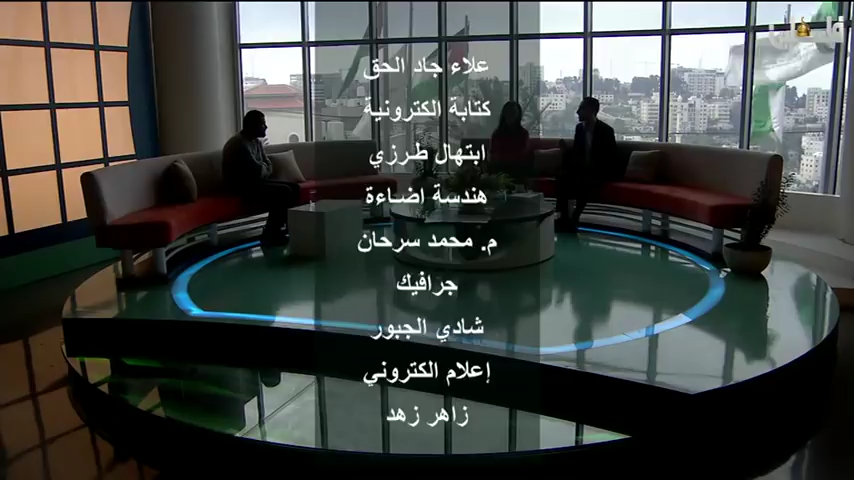 علاء جاد الحق
كتابة الكترونية
ابتهال طرزي
هندسة اضاءة
م. محمد سرحان
جرافيك
شادي الجبور
إعلام الكتروني
زاهر زهد